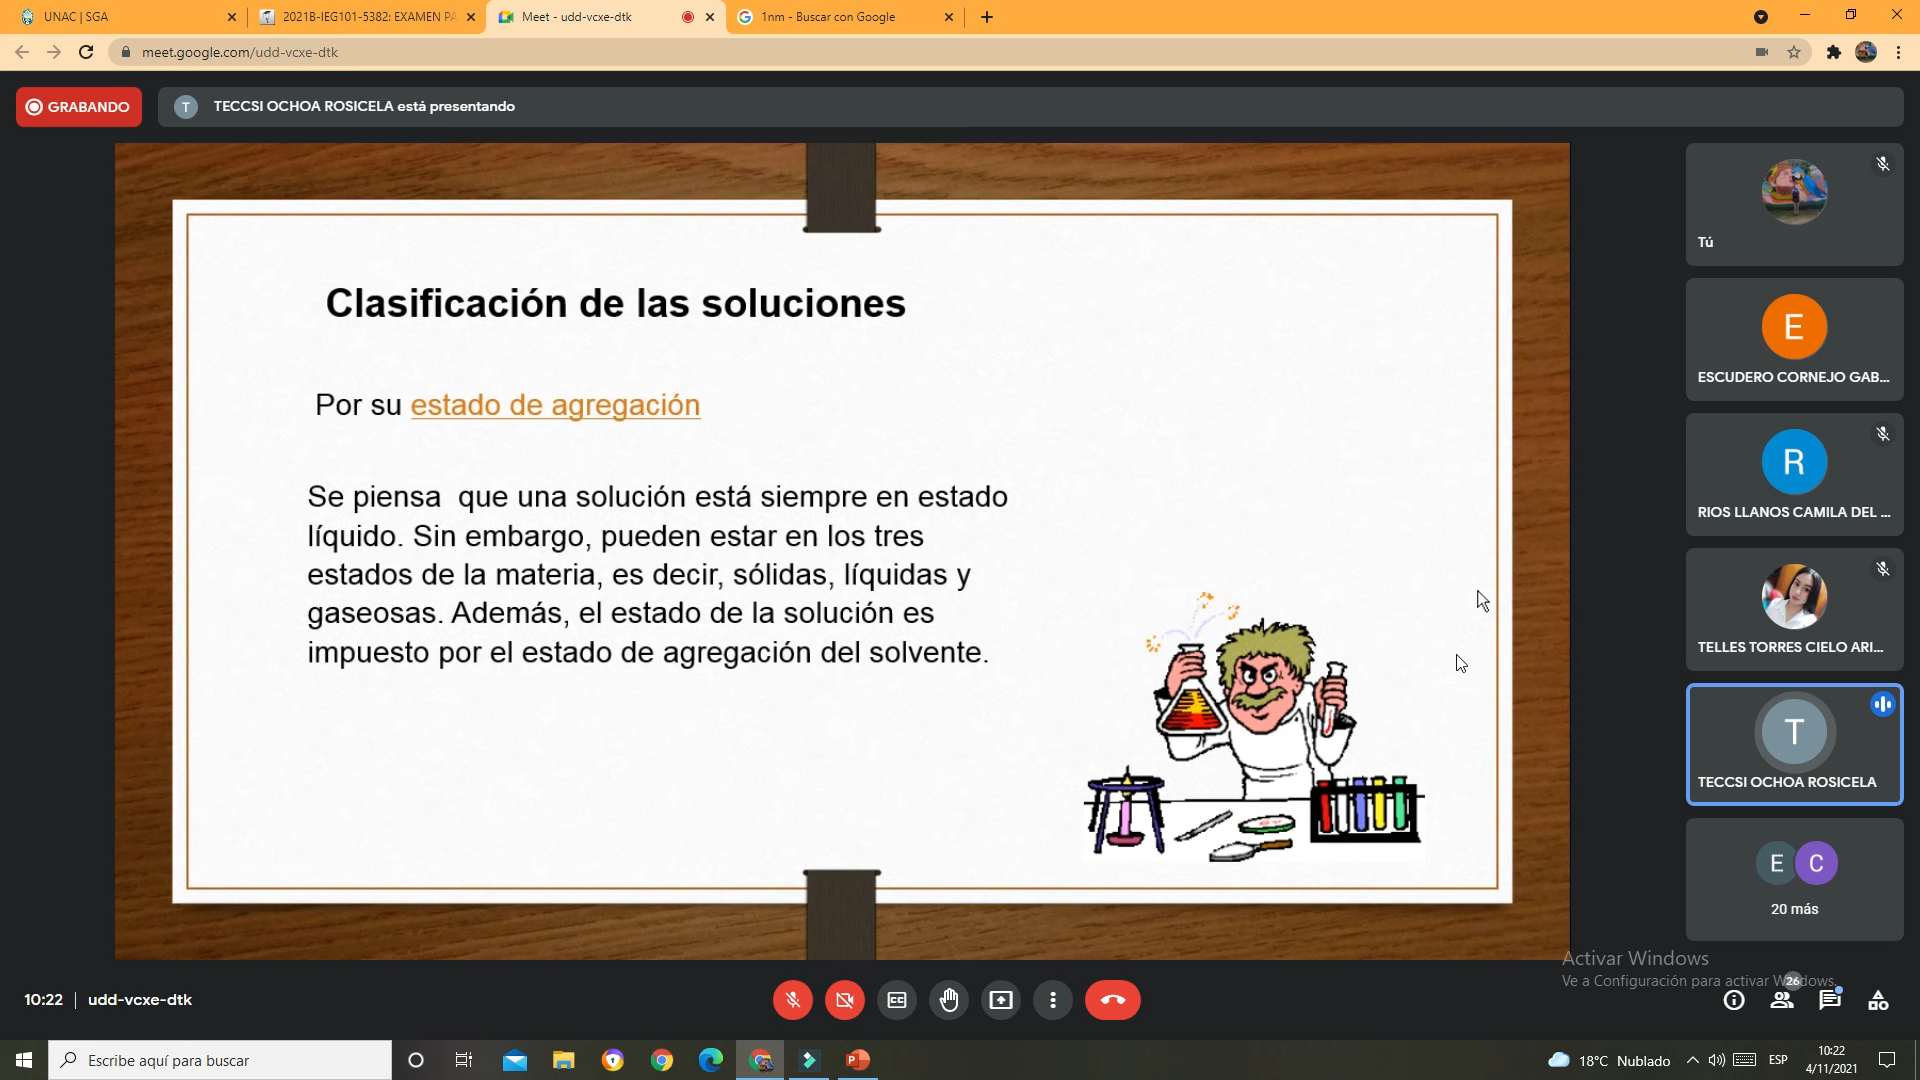 UNAC | SGA
2021B-IEG101-5382: EXAMEN PA
Meet - udd-vcxe-dtk
1nm - Buscar con Google
meet.google.com/udd-vcxe-dtk
GRABANDO
T
TECCSI OCHOA ROSICELA está presentando
Clasificación de las soluciones
Por su estado de agregación
Se piensa que una solución está siempre en estado
líquido. Sin embargo, pueden estar en los tres
estados de la materia, es decir, sólidas, líquidas y
gaseosas. Además, el estado de la solución es
impuesto por el estado de agregación del solvente.
Tú
E
ESCUDERO CORNEJO GAB...
R
RIOS LLANOS CAMILA DEL ...
TELLES TORRES CIELO ARI...
T
TECCSI OCHOA ROSICELA
E C
20 más
Activar Windows
Ve a Configuración para activar Windows.
26
10:22 | udd-vcxe-dtk
Escribe aquí para buscar
18°C Nublado
ESP
10:22
4/11/2021